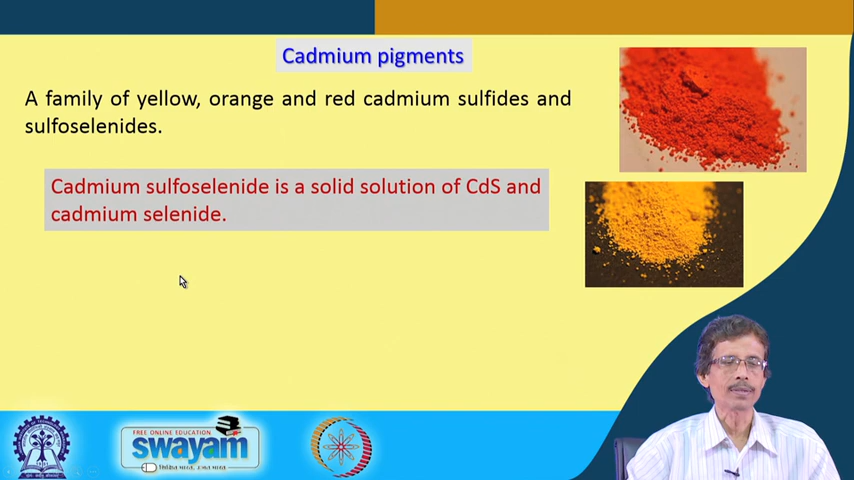 Cadmium pigments
A family of yellow, orange and red cadmium sulfides and
sulfoselenides.
Cadmium sulfoselenide is a solid solution of CdS and
cadmium selenide.
FREE ONLINE EDUCATION
swayam